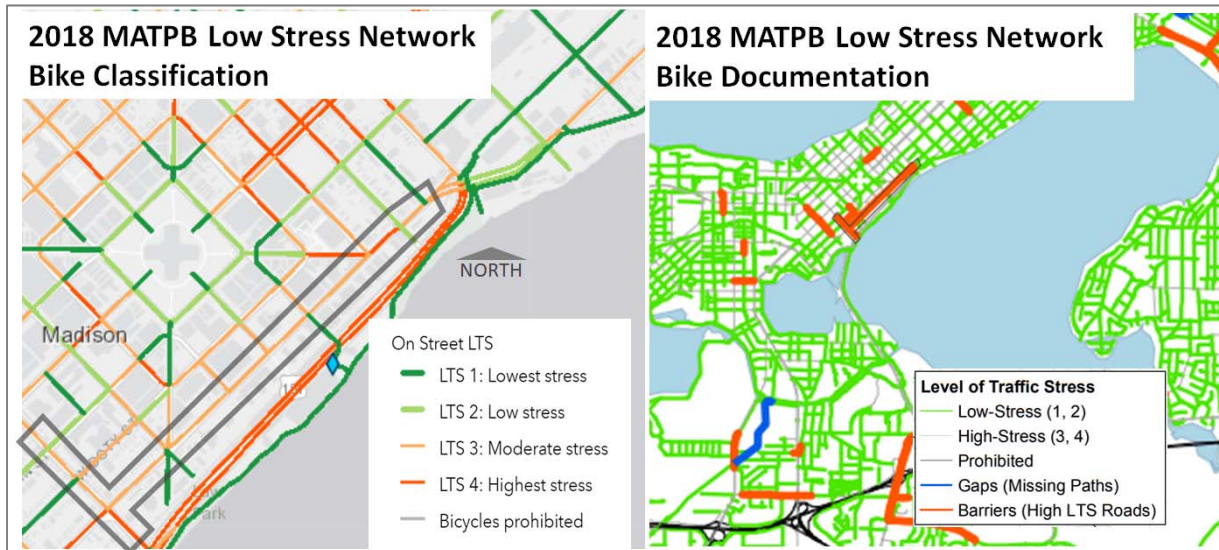 2018 MATPB Low Stress Network
Bike Classification
NORTH
Madison
On Street LTS
LTS 1: Lowest stress
LTS 2: Low stress
LTS 3: Moderate stress
LTS 4: Highest stress
Bicycles prohibited
Park
2018 MATPB Low Stress Network
Bike Documentation
Level of Traffic Stress
Low-Stress (1, 2)
High-Stress (3, 4)
Prohibited
Gaps (Missing Paths)
Barriers (High LTS Roads)